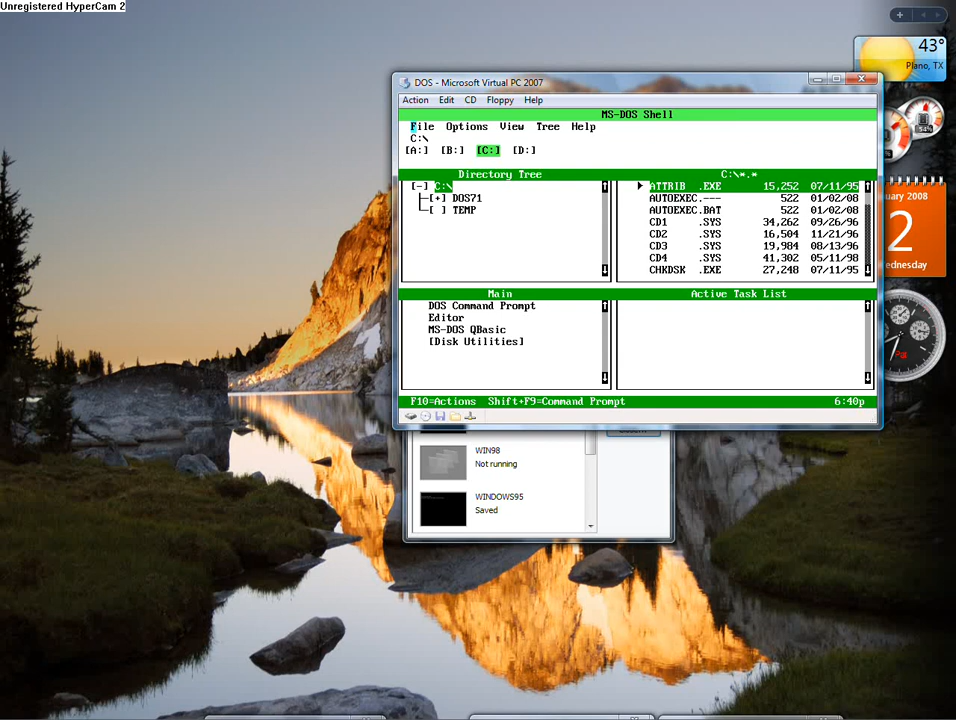 Unregistered HyperCam 2
43°
Plano, TX
54%
uary 2008
2
ednesday
DOS - Microsoft Virtual PC 2007
Action Edit CD Floppy Help
MS-DOS Shell
File Options View Tree Help
C:\
[A:] [B:] [C:] [D:]
Directory Tree
[-] C:\
[+] DOS71
[ ] TEMP
C:\*.*
ATTRIB .EXE 15,252 07/11/95
AUTOEXEC.--- 522 01/02/08
AUTOEXEC.BAT 522 01/02/08
CD1 .SYS 34,262 09/26/96
CD2 .SYS 16,504 11/21/96
CD3 .SYS 19,984 08/13/96
CD4 .SYS 41,302 05/11/98
CHKDSK .EXE 27,248 07/11/95
Main
DOS Command Prompt
Editor
MS-DOS QBasic
[Disk Utilities]
Active Task List
F10=Actions Shift+F9=Command Prompt 6:40p
WIN98
Not running
WINDOWS95
Saved